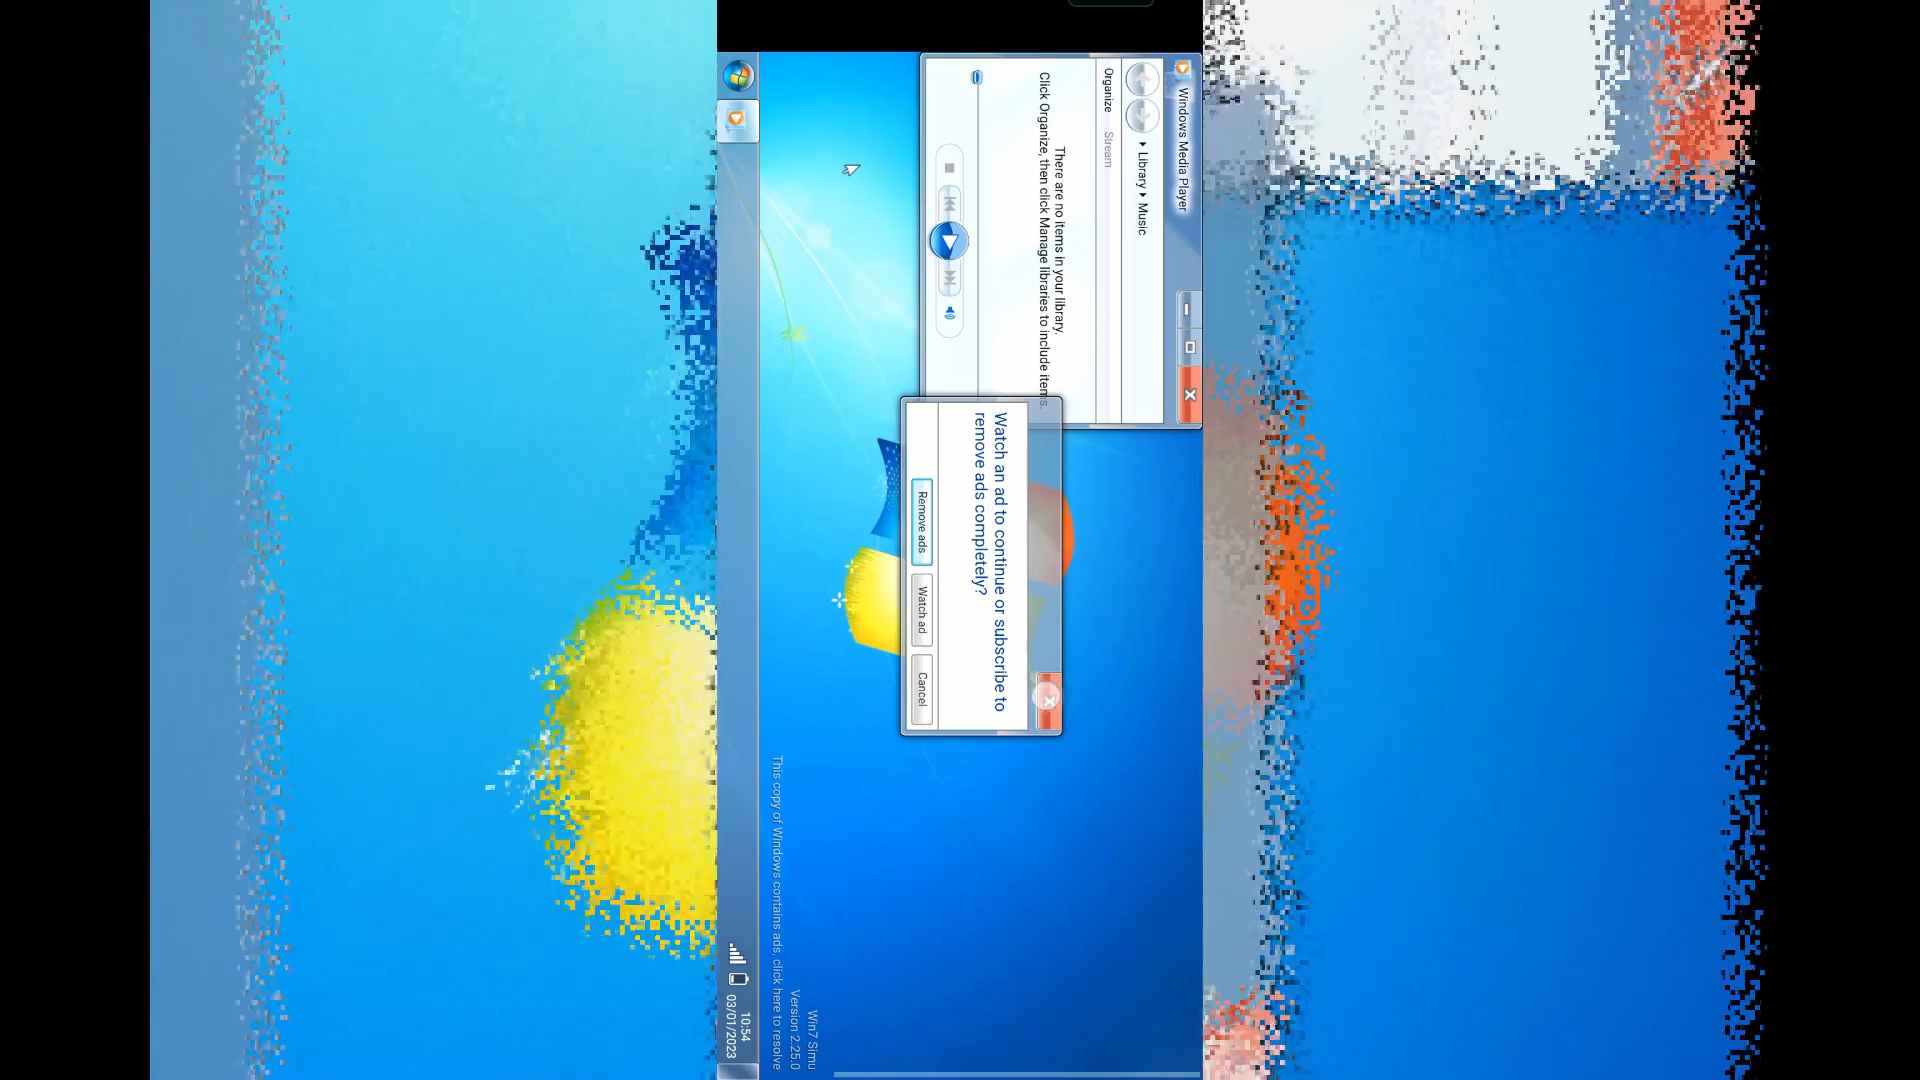 Windows Media Player
Library Music
Organize Stream
There are no items in your library.
Click Organize, then click Manage libraries to include items.
Watch an ad to continue or subscribe to
remove ads completely?
Remove ads Watch ad Cancel
Win7 Simu
Version 2.25.0
This copy of Windows contains ads, click here to resolve
10:54
03/01/2023